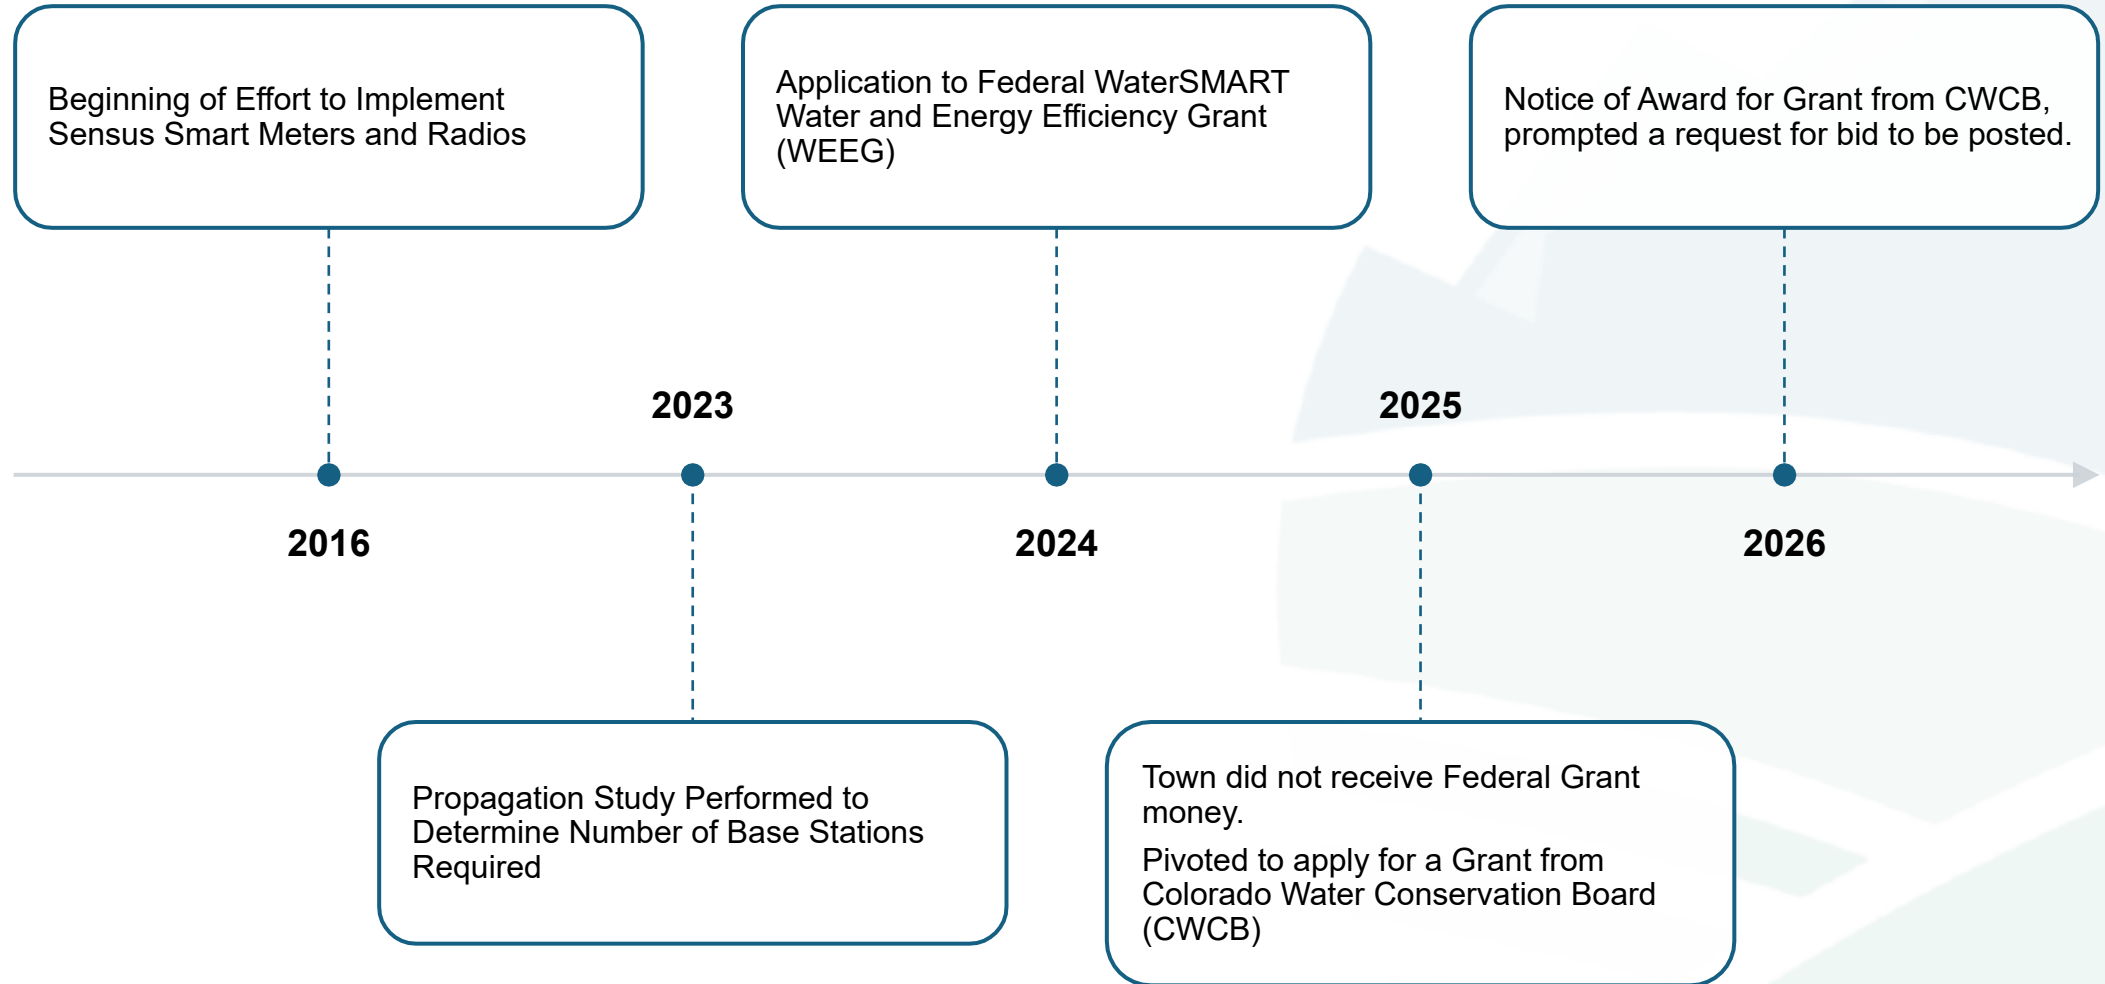 Beginning of Effort to Implement
Sensus Smart Meters and Radios
Application to Federal WaterSMART
Water and Energy Efficiency Grant
(WEEG)
Notice of Award for Grant from CWCB,
prompted a request for bid to be posted.
2023
2025
2016
2024
2026
Propagation Study Performed to
Determine Number of Base Stations
Required
Town did not receive Federal Grant
money.
Pivoted to apply for a Grant from
Colorado Water Conservation Board
(CWCB)